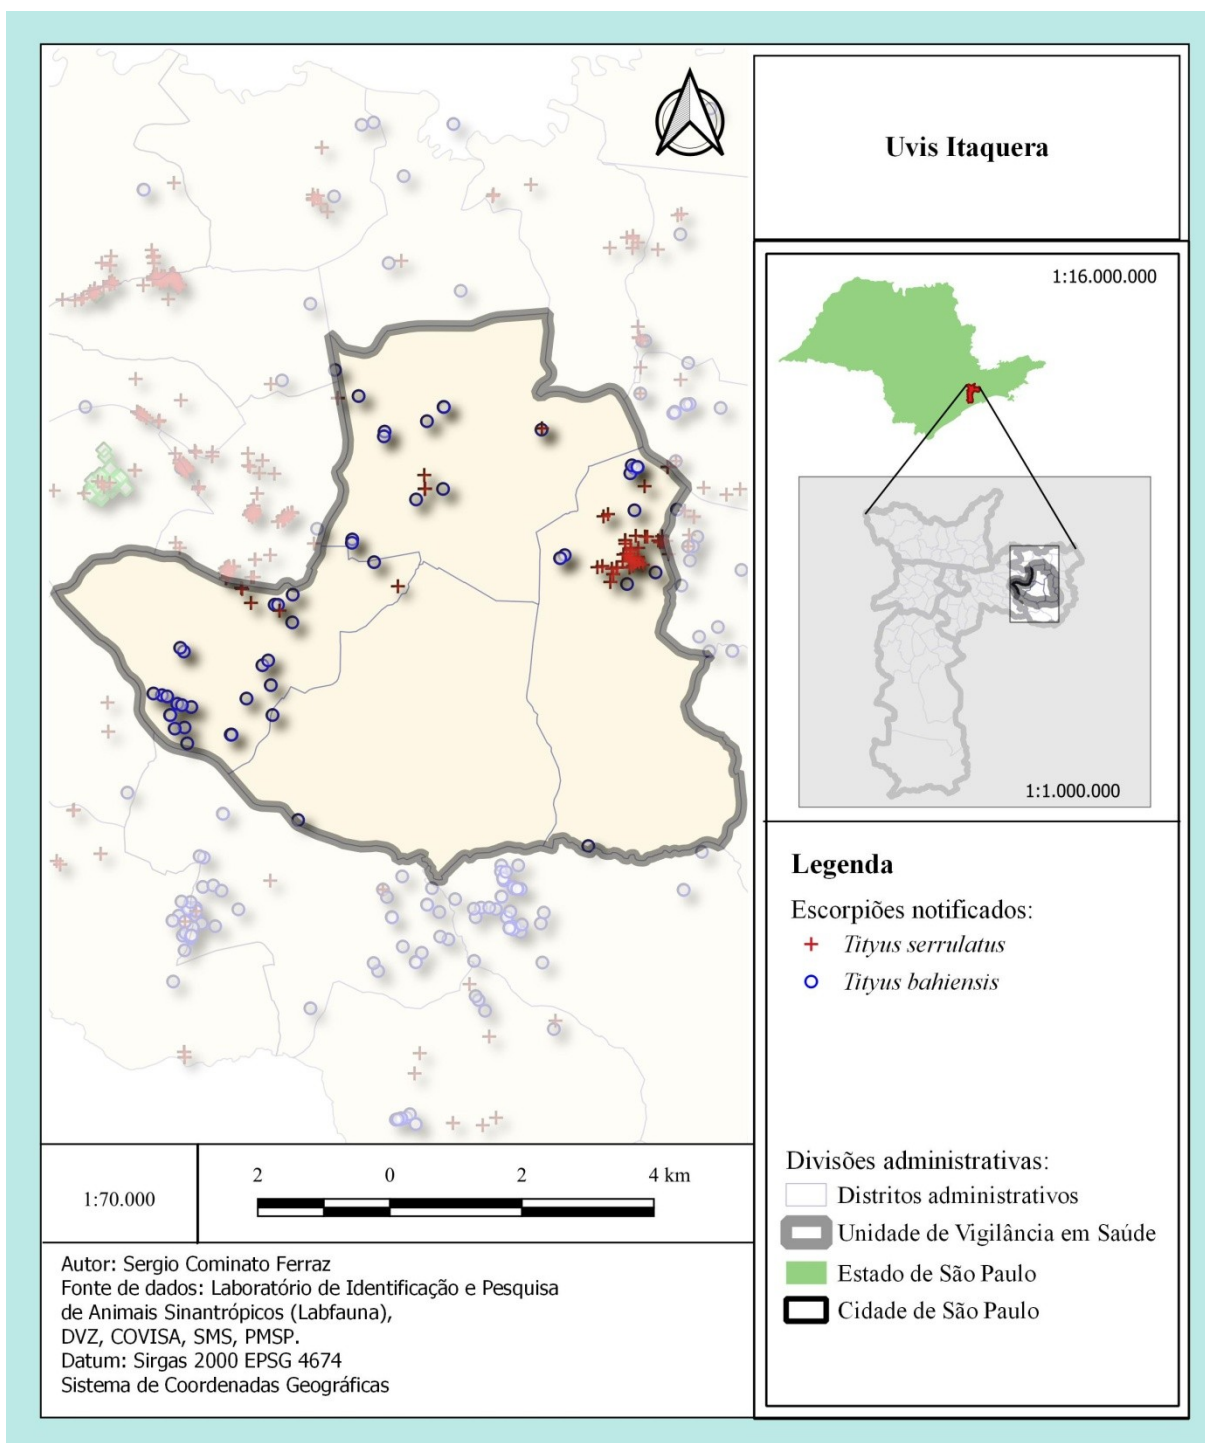 Uvis Itaquera
1:16.000.000
1:1.000.000
Legenda
Escorpiões notificados:
Tityus serrulatus
Tityus bahiensis
Divisões administrativas:
Distritos administrativos
Unidade de Vigilância em Saúde
Estado de São Paulo
Cidade de São Paulo
1:70.000
2 0 2 4 km
Autor: Sergio Cominato Ferraz
Fonte de dados: Laboratório de Identificação e Pesquisa
de Animais Sinantrópicos (Labfauna),
DVZ, COVISA, SMS, PMSP.
Datum: Sirgas 2000 EPSG 4674
Sistema de Coordenadas Geográficas